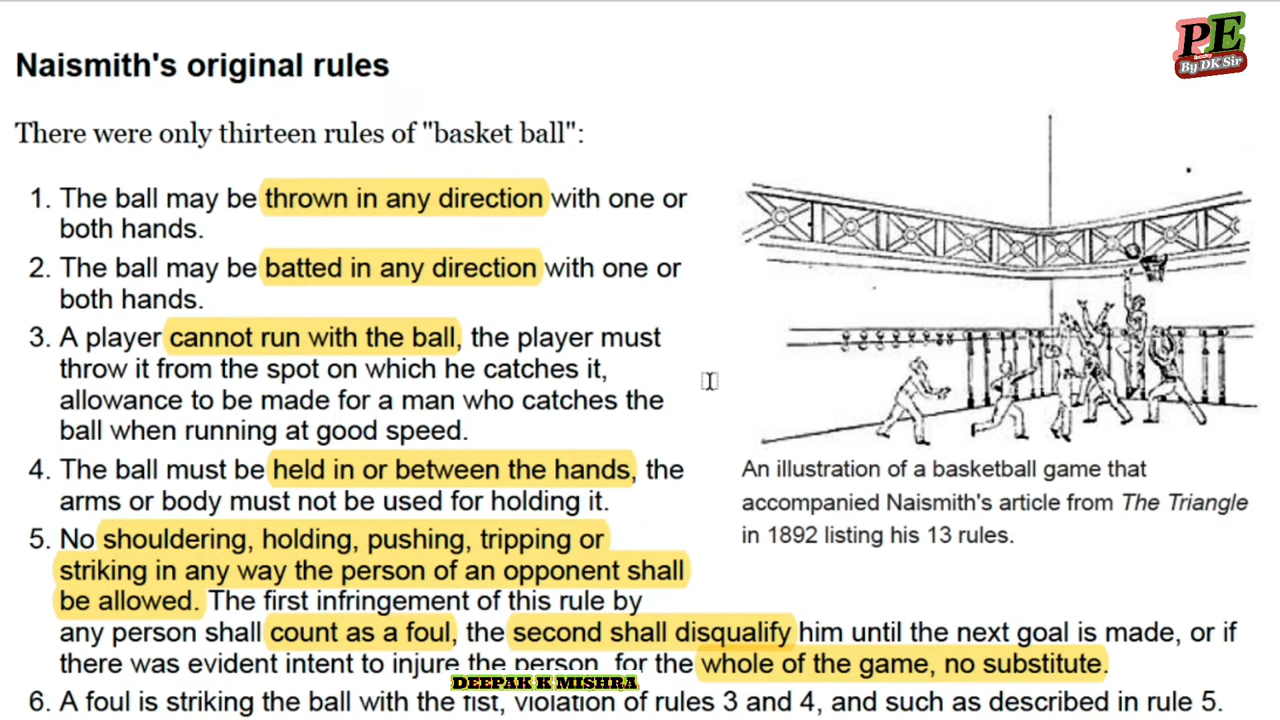 PE
By DK Sir
Naismith's original rules
There were only thirteen rules of "basket ball":
1. The ball may be thrown in any direction with one or
both hands.
2. The ball may be batted in any direction with one or
both hands.
3. A player cannot run with the ball, the player must
throw it from the spot on which he catches it,
allowance to be made for a man who catches the
ball when running at good speed.
4. The ball must be held in or between the hands, the
arms or body must not be used for holding it.
5. No shouldering, holding, pushing, tripping or
striking in any way the person of an opponent shall
be allowed. The first infringement of this rule by
any person shall count as a foul, the second shall disqualify him until the next goal is made, or if
there was evident intent to injure the person, for the whole of the game, no substitute.
DEEPAK K MISHRA
6. A foul is striking the ball with the fist, violation of rules 3 and 4, and such as described in rule 5.
An illustration of a basketball game that
accompanied Naismith's article from The Triangle
in 1892 listing his 13 rules.